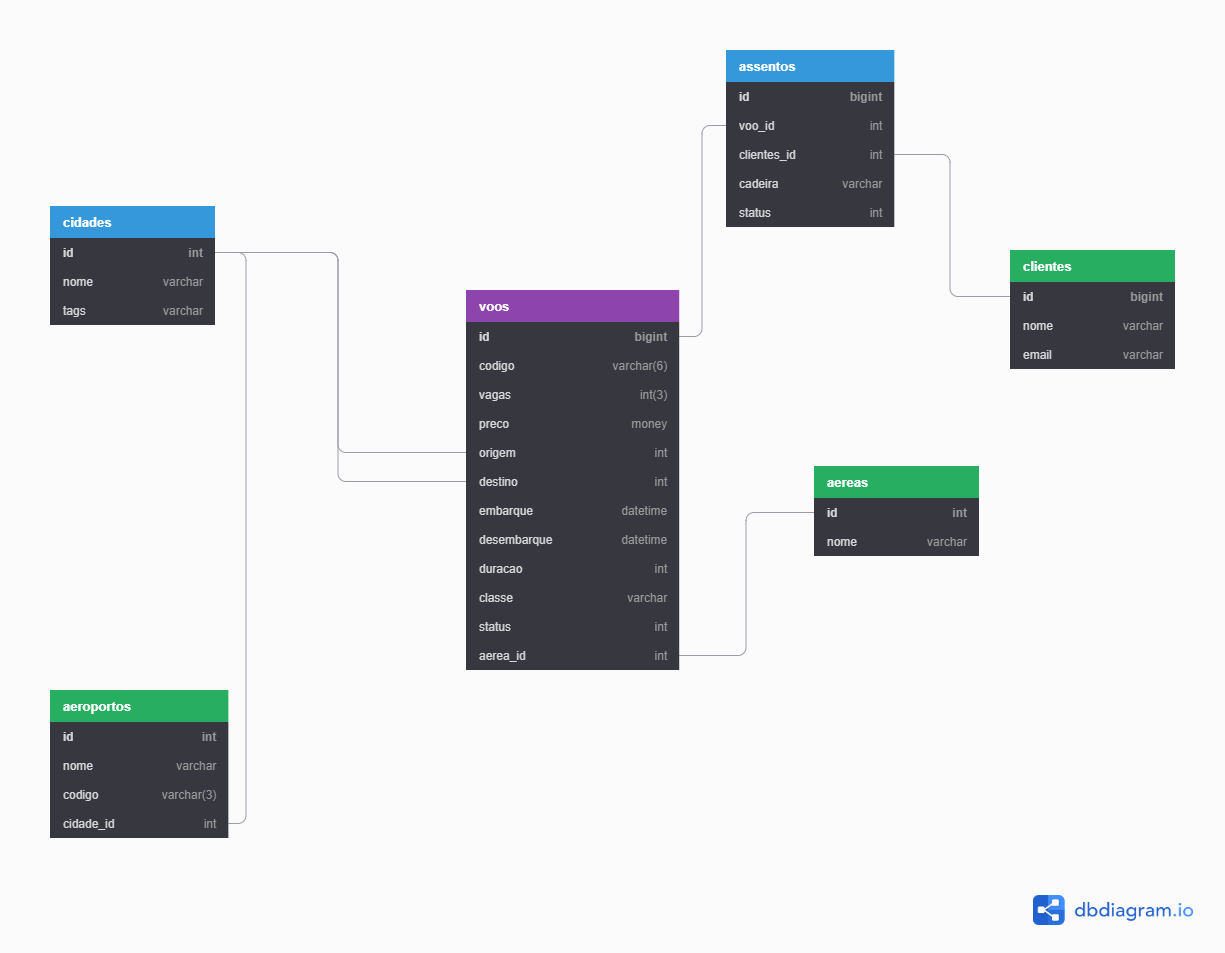 assentos
id bigint
voo_id int
clientes_id int
cadeira varchar
status int
cidades
id int
nome varchar
tags varchar
clientes
id bigint
nome varchar
email varchar
voos
id bigint
codigo varchar(6)
vagas int(3)
preco money
origem int
destino int
embarque datetime
desembarque datetime
duracao int
classe varchar
status int
aerea_id int
aereas
id int
nome varchar
aeroportos
id int
nome varchar
codigo varchar(3)
cidade_id int
dbdiagram.io